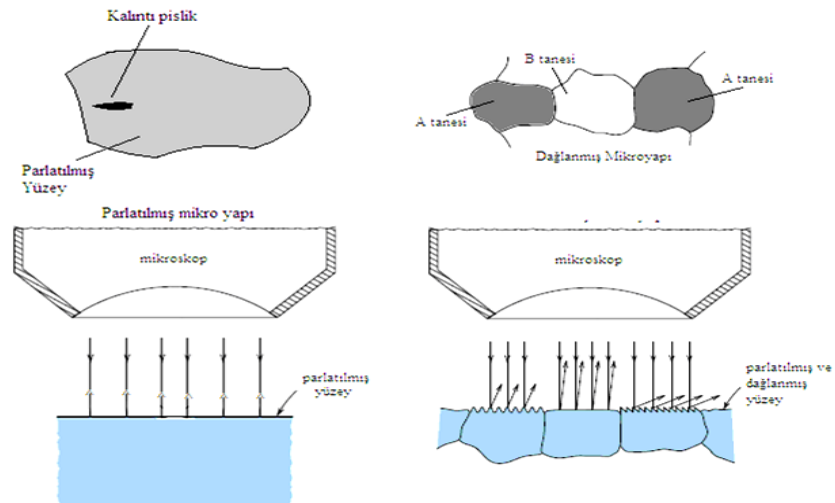 Kalıntı pislik
Parlatılmış
Yüzey
B tanesi
A tanesi
A tanesi
Dağlanmış Mikroyapı
Parlatılmış mikro yapı
mikroskop
parlatılmış
yüzey
mikroskop
parlatılmış ve
dağlanmış
yüzey